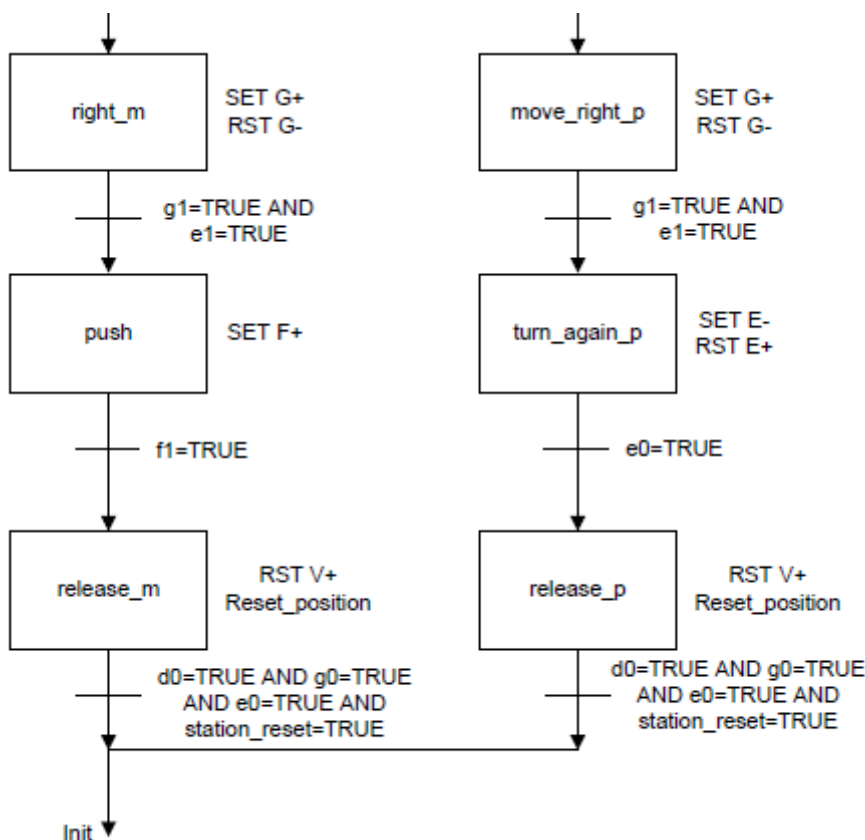 right_m
SET G+
RST G-
move_right_p
SET G+
RST G-
g1=TRUE AND
e1=TRUE
g1=TRUE AND
e1=TRUE
push
SET F+
turn_again_p
SET E-
RST E+
f1=TRUE
e0=TRUE
release_m
RST V+
Reset_position
release_p
RST V+
Reset_position
d0=TRUE AND g0=TRUE
AND e0=TRUE AND
station_reset=TRUE
d0=TRUE AND g0=TRUE
AND e0=TRUE AND
station_reset=TRUE
Init